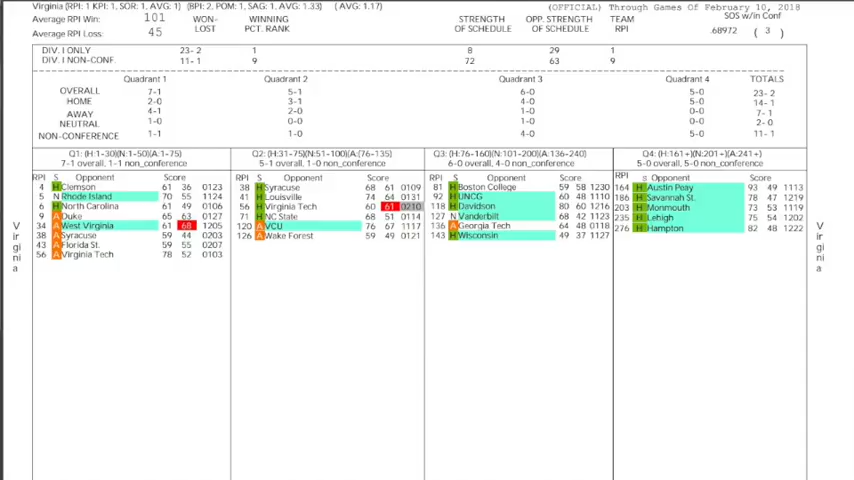 Virginia (RPI: 1 KPI: 1, SOR: 1, AVG: 1) (BPI: 2, POM: 1, SAG: 1, AVG: 1.33) (AVG: 1.17) (OFFICIAL) Through Games Of February 10, 2018
Average RPI Win: 101 WON-LOST WINNING PCT. RANK STRENGTH OF SCHEDULE OPP. STRENGTH OF SCHEDULE TEAM RPI SOS w/in Conf
Average RPI Loss: 45 .68972 ( 3 )
DIV. I ONLY 23- 2 1 8 29 1
DIV. I NON-CONF. 11- 1 9 72 63 9
Quadrant 1 Quadrant 2 Quadrant 3 Quadrant 4 TOTALS
OVERALL 7-1 5-1 6-0 5-0 23- 2
HOME 2-0 3-1 4-0 5-0 14- 1
AWAY 4-1 2-0 1-0 0-0 7- 1
NEUTRAL 1-0 0-0 1-0 0-0 2- 0
NON-CONFERENCE 1-1 1-0 4-0 5-0 11- 1
Q1: (H:1-30)(N:1-50)(A:1-75) Q2: (H:31-75)(N:51-100)(A:(76-135) Q3: (H:76-160)(N:101-200)(A:136-240) Q4: (H:161+)(N:201+)(A:241+)
7-1 overall, 1-1 non_conference 5-1 overall, 1-0 non_conference 6-0 overall, 4-0 non_conference 5-0 overall, 5-0 non_conference
RPI S Opponent Score
4 H Clemson 61 36 0123
5 N Rhode Island 70 55 1124
6 H North Carolina 61 49 0106
9 A Duke 65 63 0127
34 A West Virginia 61 68 1205
38 A Syracuse 59 44 0203
43 A Florida St. 59 55 0207
56 A Virginia Tech 78 52 0103
RPI S Opponent Score
38 H Syracuse 68 61 0109
41 H Louisville 74 64 0131
56 H Virginia Tech 60 61 0210
71 H NC State 68 51 0114
120 A VCU 76 67 1117
126 A Wake Forest 59 49 0121
RPI S Opponent Score
81 H Boston College 59 58 1230
92 H UNCG 60 48 1110
118 H Davidson 80 60 1216
127 N Vanderbilt 68 42 1123
136 A Georgia Tech 64 48 0118
143 H Wisconsin 49 37 1127
RPI S Opponent Score
164 H Austin Peay 93 49 1113
186 H Savannah St. 78 47 1219
203 H Monmouth 73 53 1119
235 H Lehigh 75 54 1202
276 H Hampton 82 48 1222
Virginia
Virginia